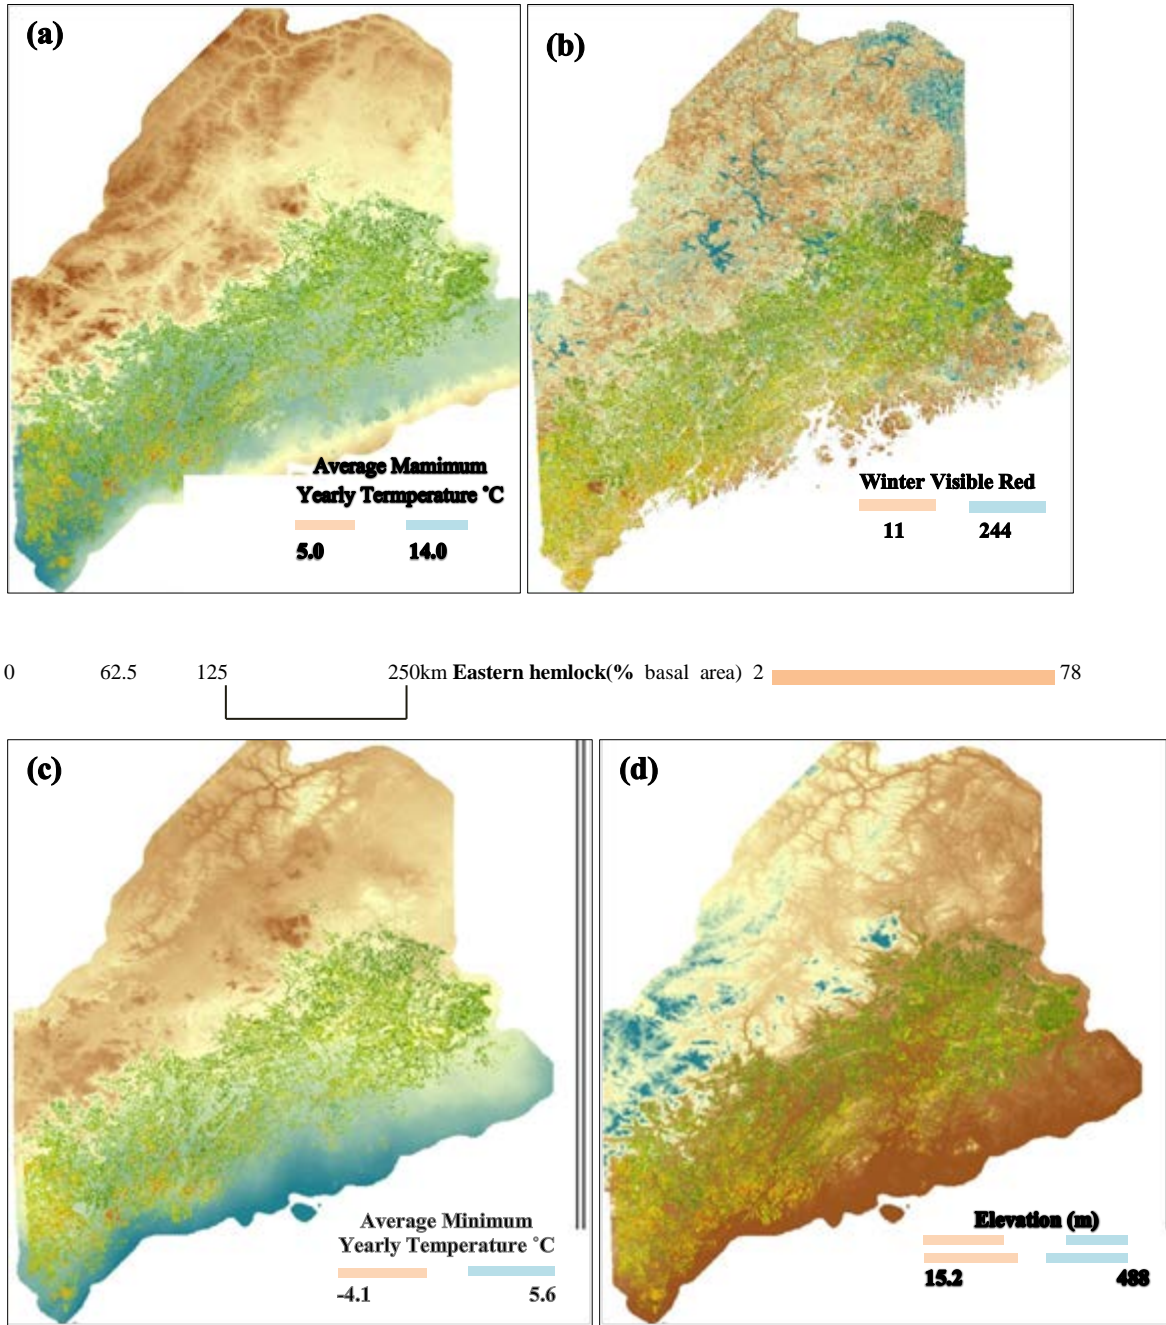 (a)
(b)
Average Mamimum
Yearly Termperature ˚C
5.0 14.0
Winter Visible Red
11 244
0 62.5 125 250km Eastern hemlock(% basal area) 2 78
(c)
(d)
Average Minimum
Yearly Temperature ˚C
-4.1 5.6
Elevation (m)
15.2 488